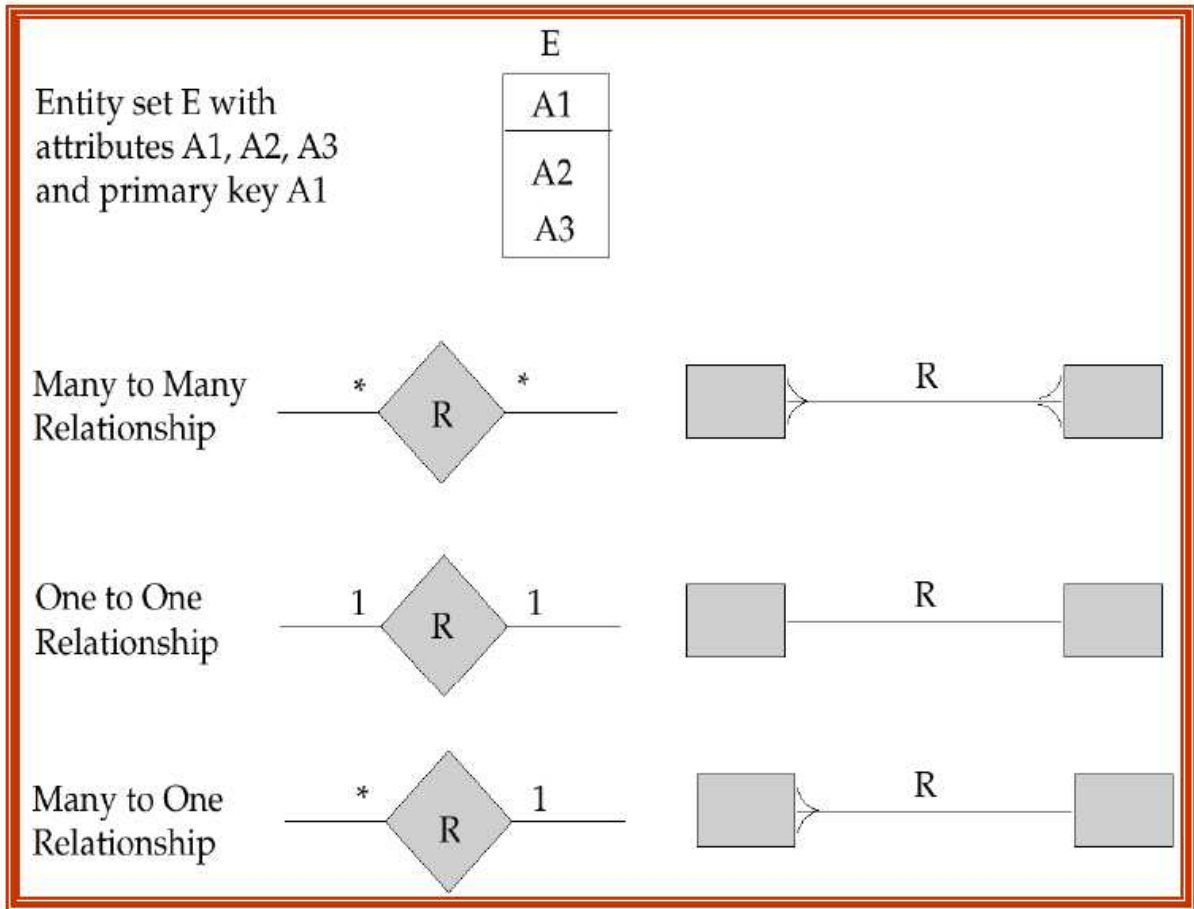 E
Entity set E with
attributes A1, A2, A3
and primary key A1
A1
A2
A3
Many to Many
Relationship
*
R
*
R
One to One
Relationship
1
R
1
R
Many to One
Relationship
*
R
1
R